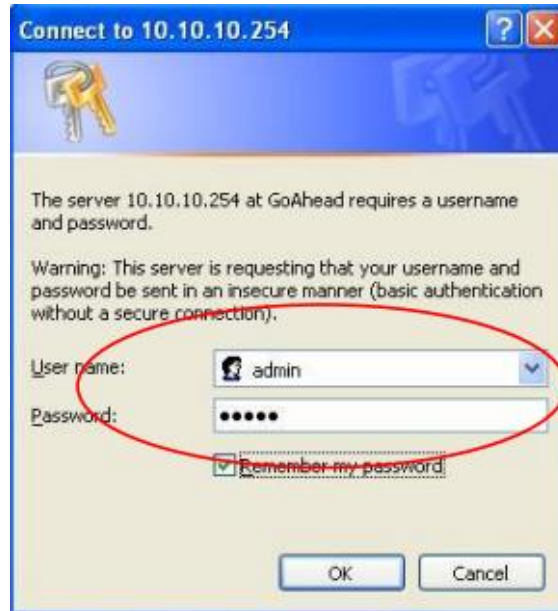 Connect to 10.10.10.254
The server 10.10.10.254 at GoAhead requires a username
and password.
Warning: This server is requesting that your username and
password be sent in an insecure manner (basic authentication
without a secure connection).
User name:
admin
Password:
●●●●●
Remember my password
OK
Cancel